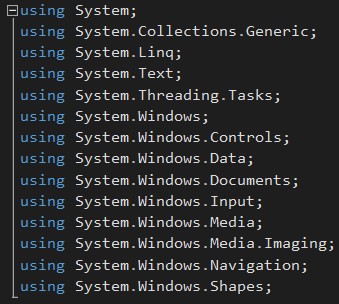 using System;
using System.Collections.Generic;
using System.Linq;
using System.Text;
using System.Threading.Tasks;
using System.Windows;
using System.Windows.Controls;
using System.Windows.Data;
using System.Windows.Documents;
using System.Windows.Input;
using System.Windows.Media;
using System.Windows.Media.Imaging;
using System.Windows.Navigation;
using System.Windows.Shapes;